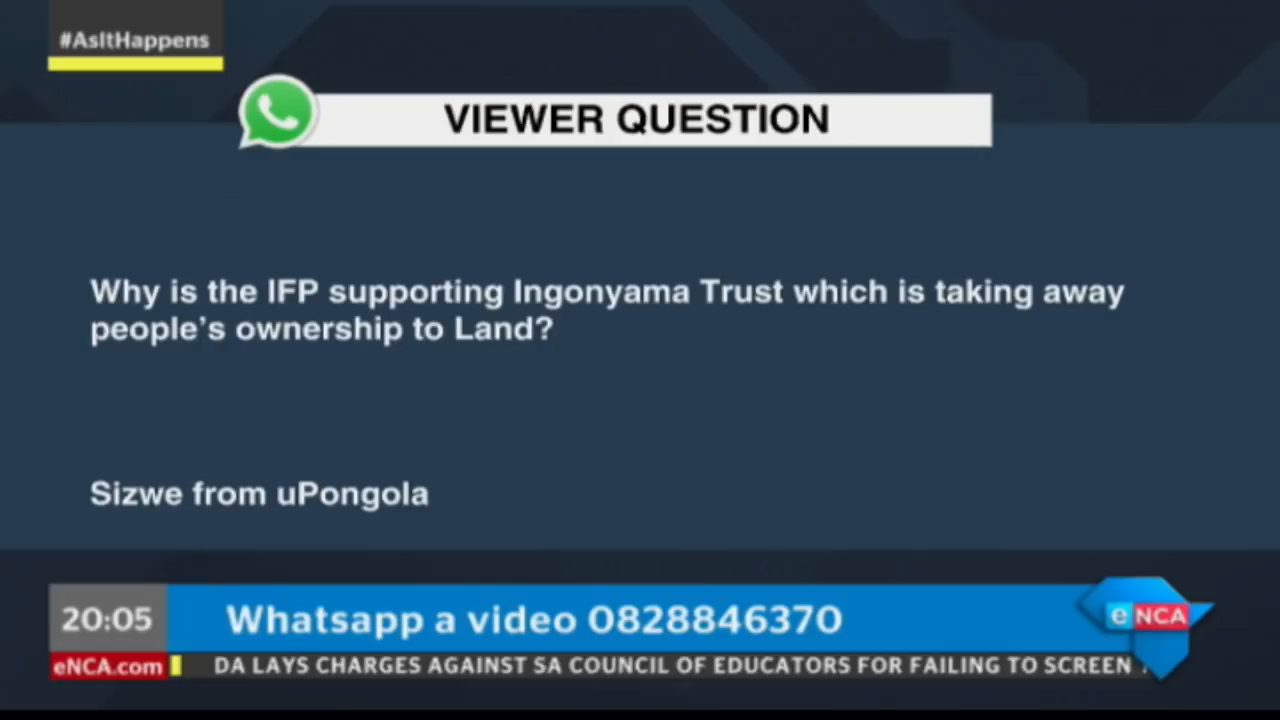 #AsItHappens
VIEWER QUESTION
Why is the IFP supporting Ingonyama Trust which is taking away
people's ownership to Land?
Sizwe from uPongola
20:05
Whatsapp a video 0828846370
eNCA
eNCA.com
DA LAYS CHARGES AGAINST SA COUNCIL OF EDUCATORS FOR FAILING TO SCREEN